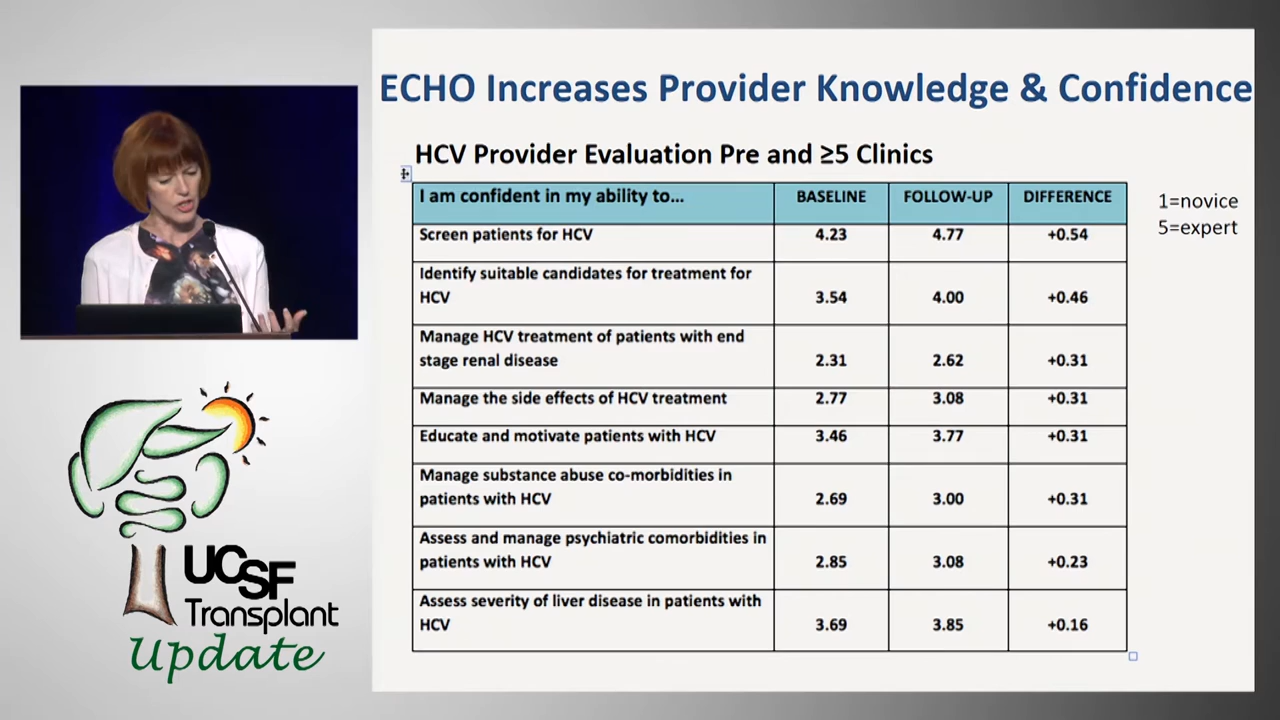 ECHO Increases Provider Knowledge & Confidence
HCV Provider Evaluation Pre and ≥5 Clinics
I am confident in my ability to... BASELINE FOLLOW-UP DIFFERENCE
Screen patients for HCV 4.23 4.77 +0.54
Identify suitable candidates for treatment for
HCV 3.54 4.00 +0.46
Manage HCV treatment of patients with end
stage renal disease 2.31 2.62 +0.31
Manage the side effects of HCV treatment 2.77 3.08 +0.31
Educate and motivate patients with HCV 3.46 3.77 +0.31
Manage substance abuse co-morbidities in
patients with HCV 2.69 3.00 +0.31
Assess and manage psychiatric comorbidities in
patients with HCV 2.85 3.08 +0.23
Assess severity of liver disease in patients with
HCV 3.69 3.85 +0.16
1=novice
5=expert
UCSF
Transplant
Update